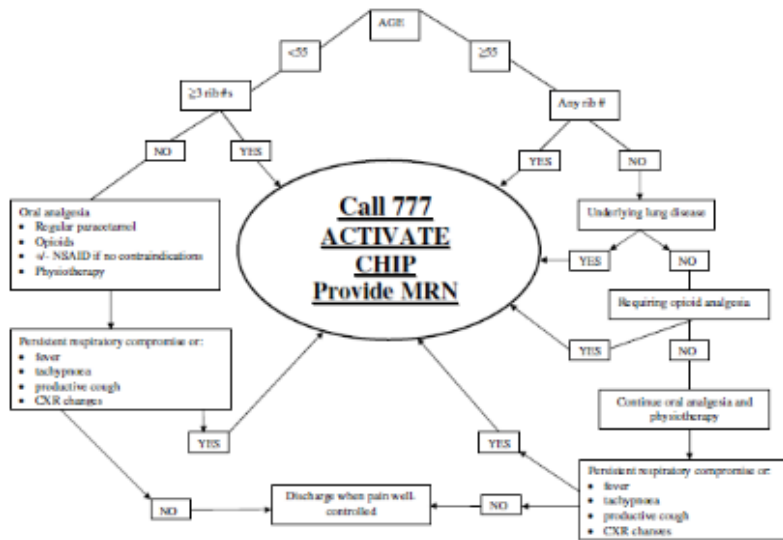 AGE
<55
≥55
≥3 rib #s
Any rib #
NO
YES
YES
NO
Oral analgesia
• Regular paracetamol
• Opioids
• +/- NSAID if no contraindications
• Physiotherapy
Call 777
ACTIVATE
CHIP
Provide MRN
Underlying lung disease
YES
NO
Requiring opioid analgesia
Persistent respiratory compromise or:
• fever
• tachypnoea
• productive cough
• CXR changes
YES
NO
Continue oral analgesia and
physiotherapy
YES
YES
Persistent respiratory compromise or:
• fever
• tachypnoea
• productive cough
• CXR changes
NO
Discharge when pain well-
controlled
NO